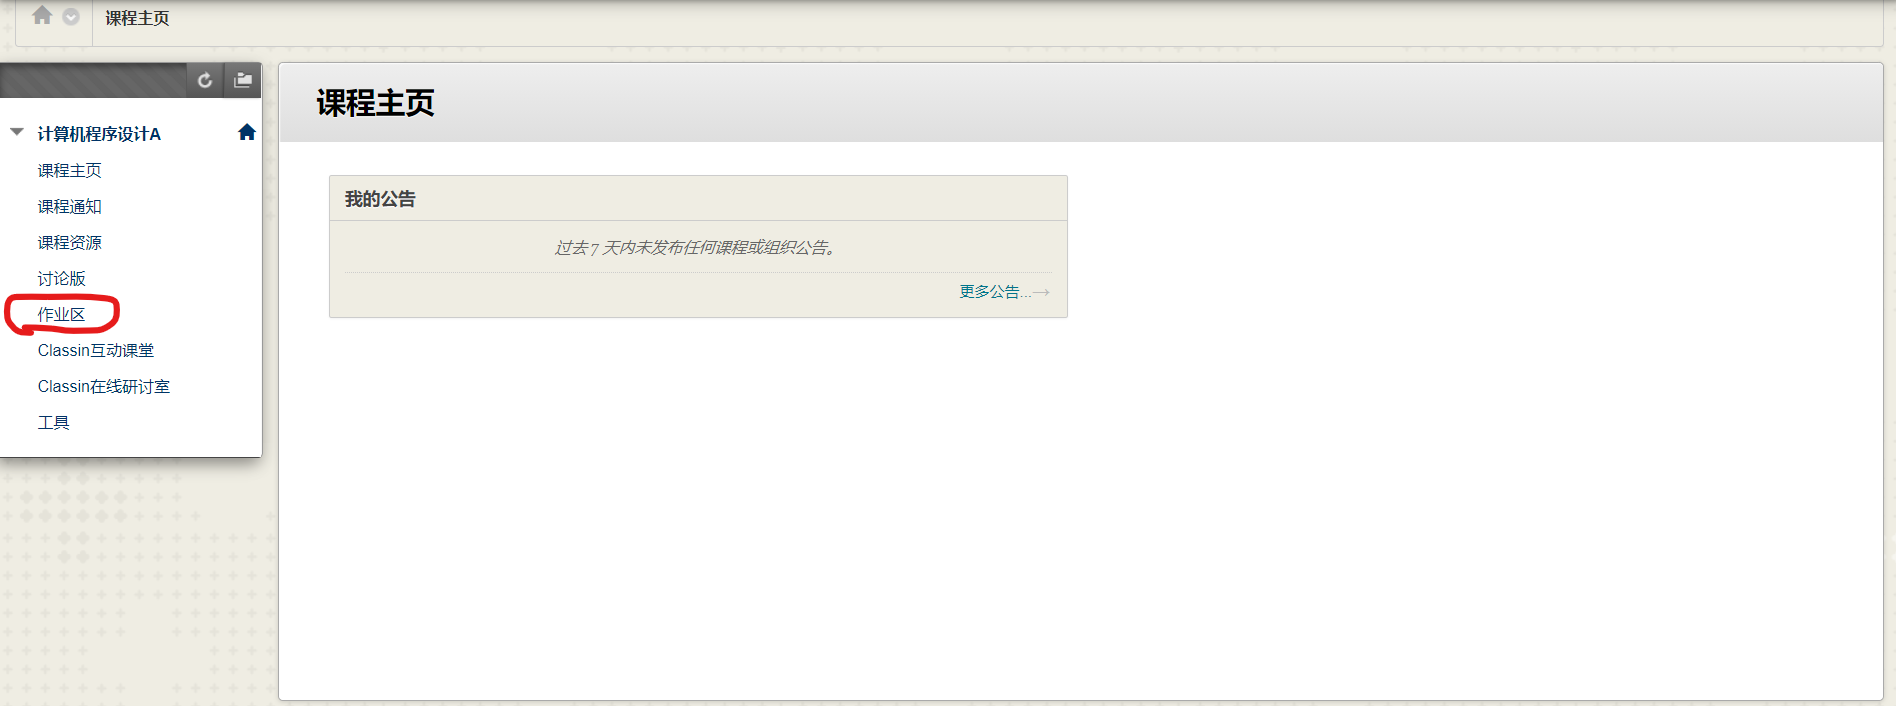 课程主页
计算机程序设计A
课程主页
课程通知
课程资源
讨论版
作业区
Classin互动课堂
Classin在线研讨室
工具
课程主页
我的公告
过去 7 天内未发布任何课程或组织公告。
更多公告...→